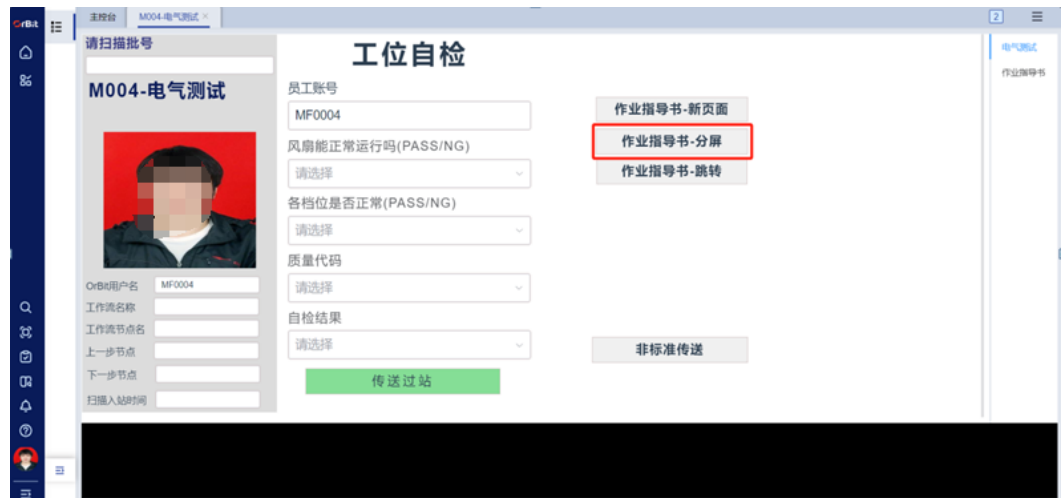 OrBit
主控台
M004-电气测试 ×
2
请扫描批号
M004-电气测试
OrBit用户名
MF0004
工作流名称
工作流节点名
上一步节点
下一步节点
扫描入站时间
工位自检
员工账号
MF0004
风扇能正常运行吗(PASS/NG)
请选择
各档位是否正常(PASS/NG)
请选择
质量代码
请选择
自检结果
请选择
传送过站
作业指导书-新页面
作业指导书-分屏
作业指导书-跳转
非标准传送
电气测试
作业指导书